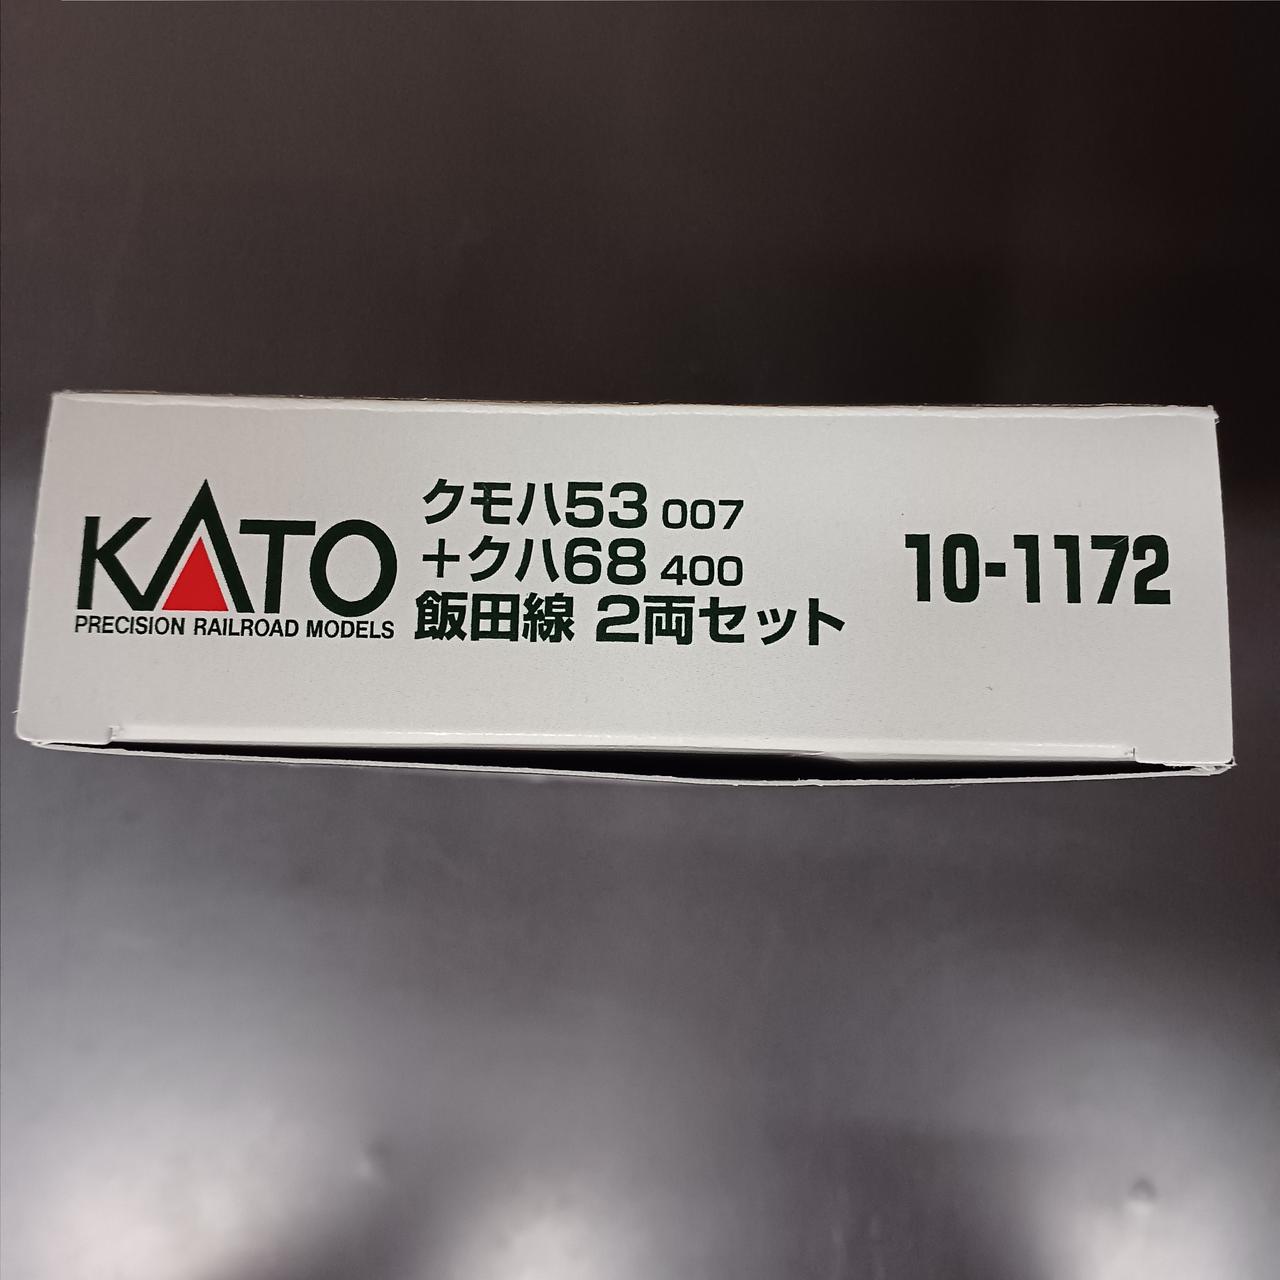 KATO
PRECISION RAILROAD MODELS
クモハ53 007
+クハ68 400
飯田線 2両セット
10-1172